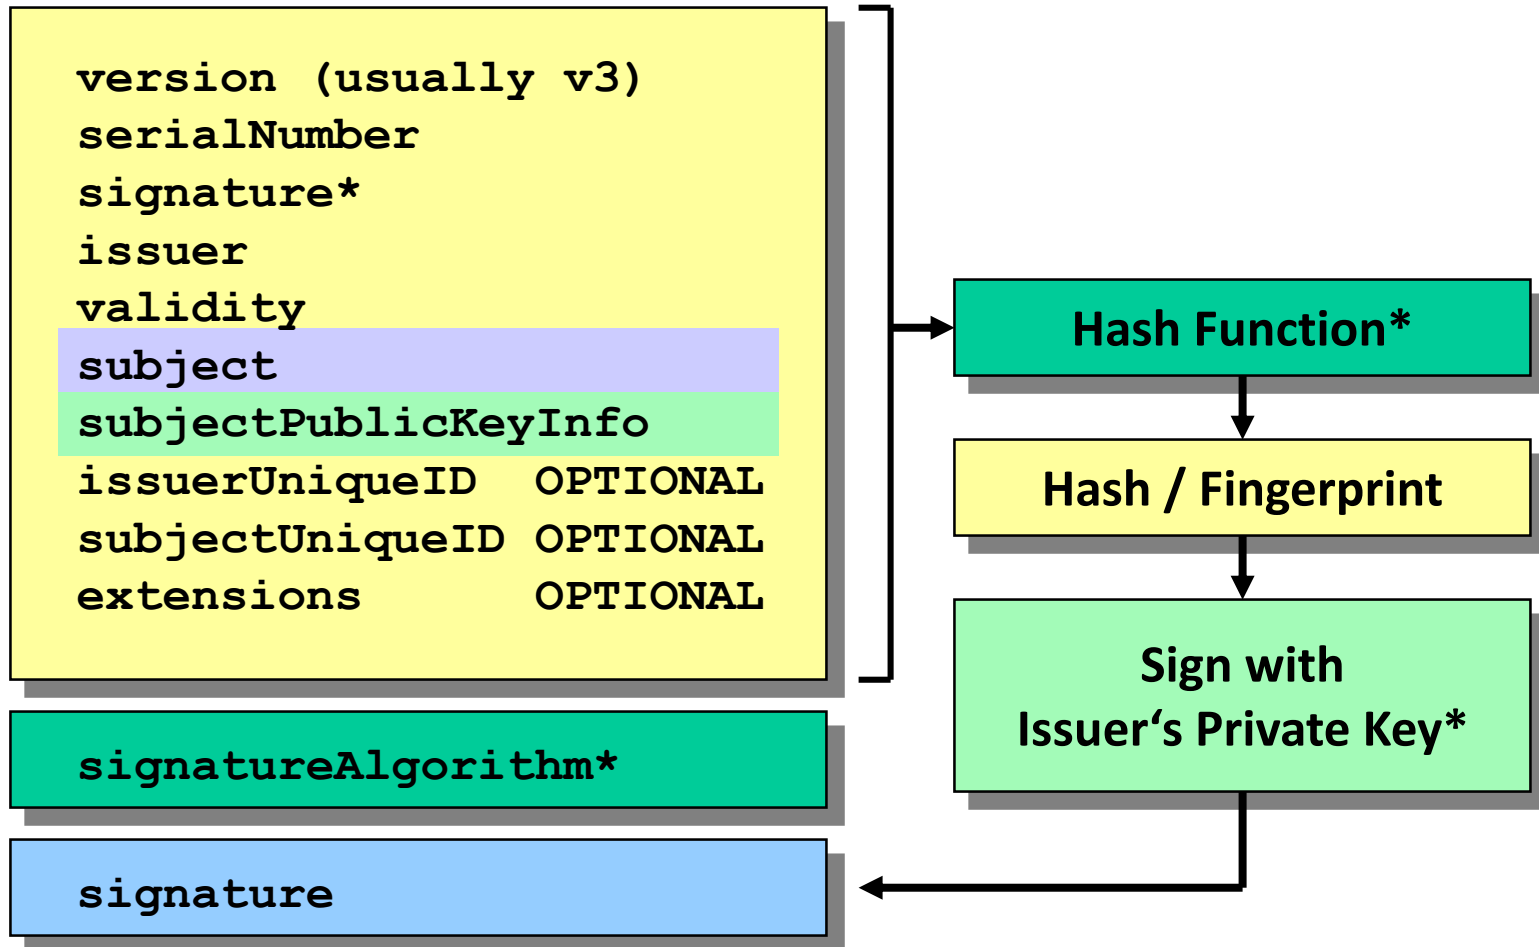 version (usually v3)
serialNumber
signature*
issuer
validity
subject
subjectPublicKeyInfo
issuerUniqueID OPTIONAL
subjectUniqueID OPTIONAL
extensions OPTIONAL
signatureAlgorithm*
signature
Hash Function*
Hash / Fingerprint
Sign with
Issuer‘s Private Key*